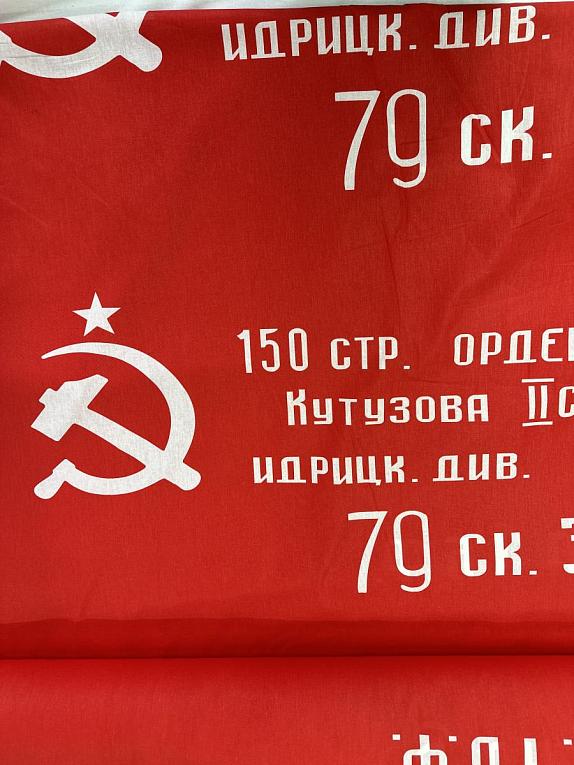 ИДРИЦК. ДИВ.
79 СК.
150 СТР. ОРДЕ
Кутузова II С
ИДРИЦК. ДИВ.
79 СК. З